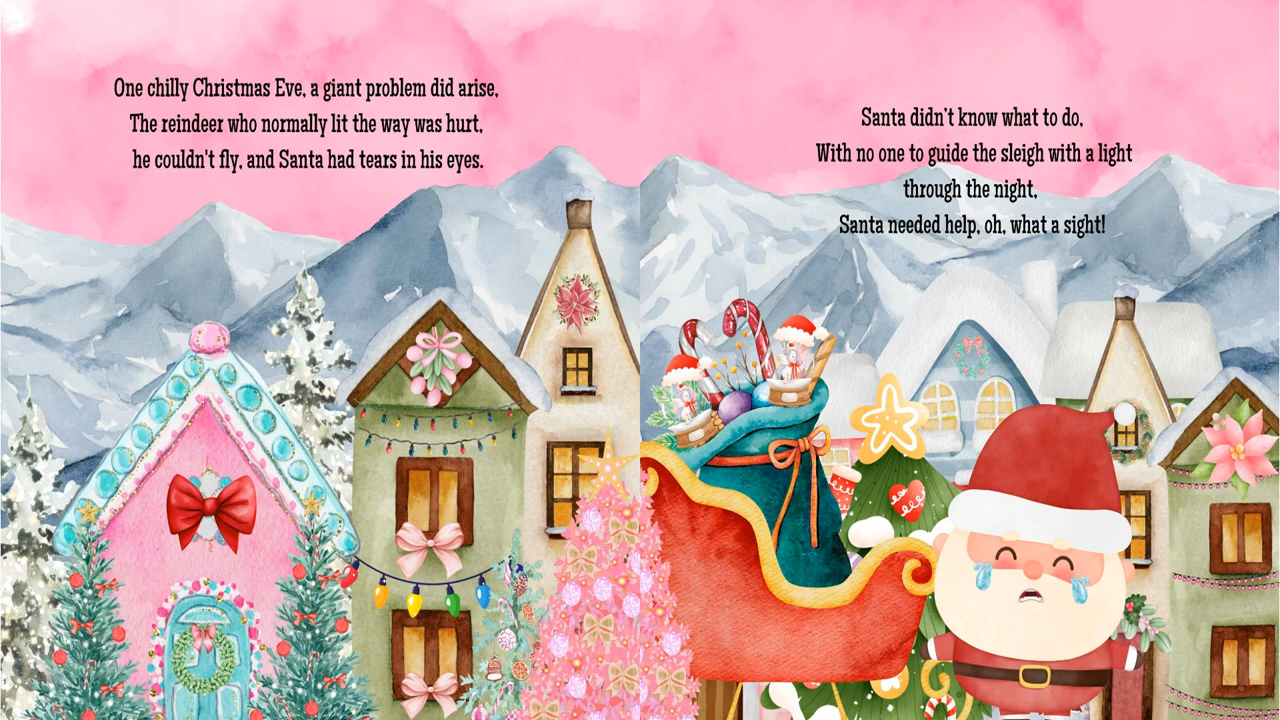 One chilly Christmas Eve, a giant problem did arise,
The reindeer who normally lit the way was hurt,
he couldn't fly, and Santa had tears in his eyes.
Santa didn't know what to do,
With no one to guide the sleigh with a light
through the night,
Santa needed help, oh, what a sight!